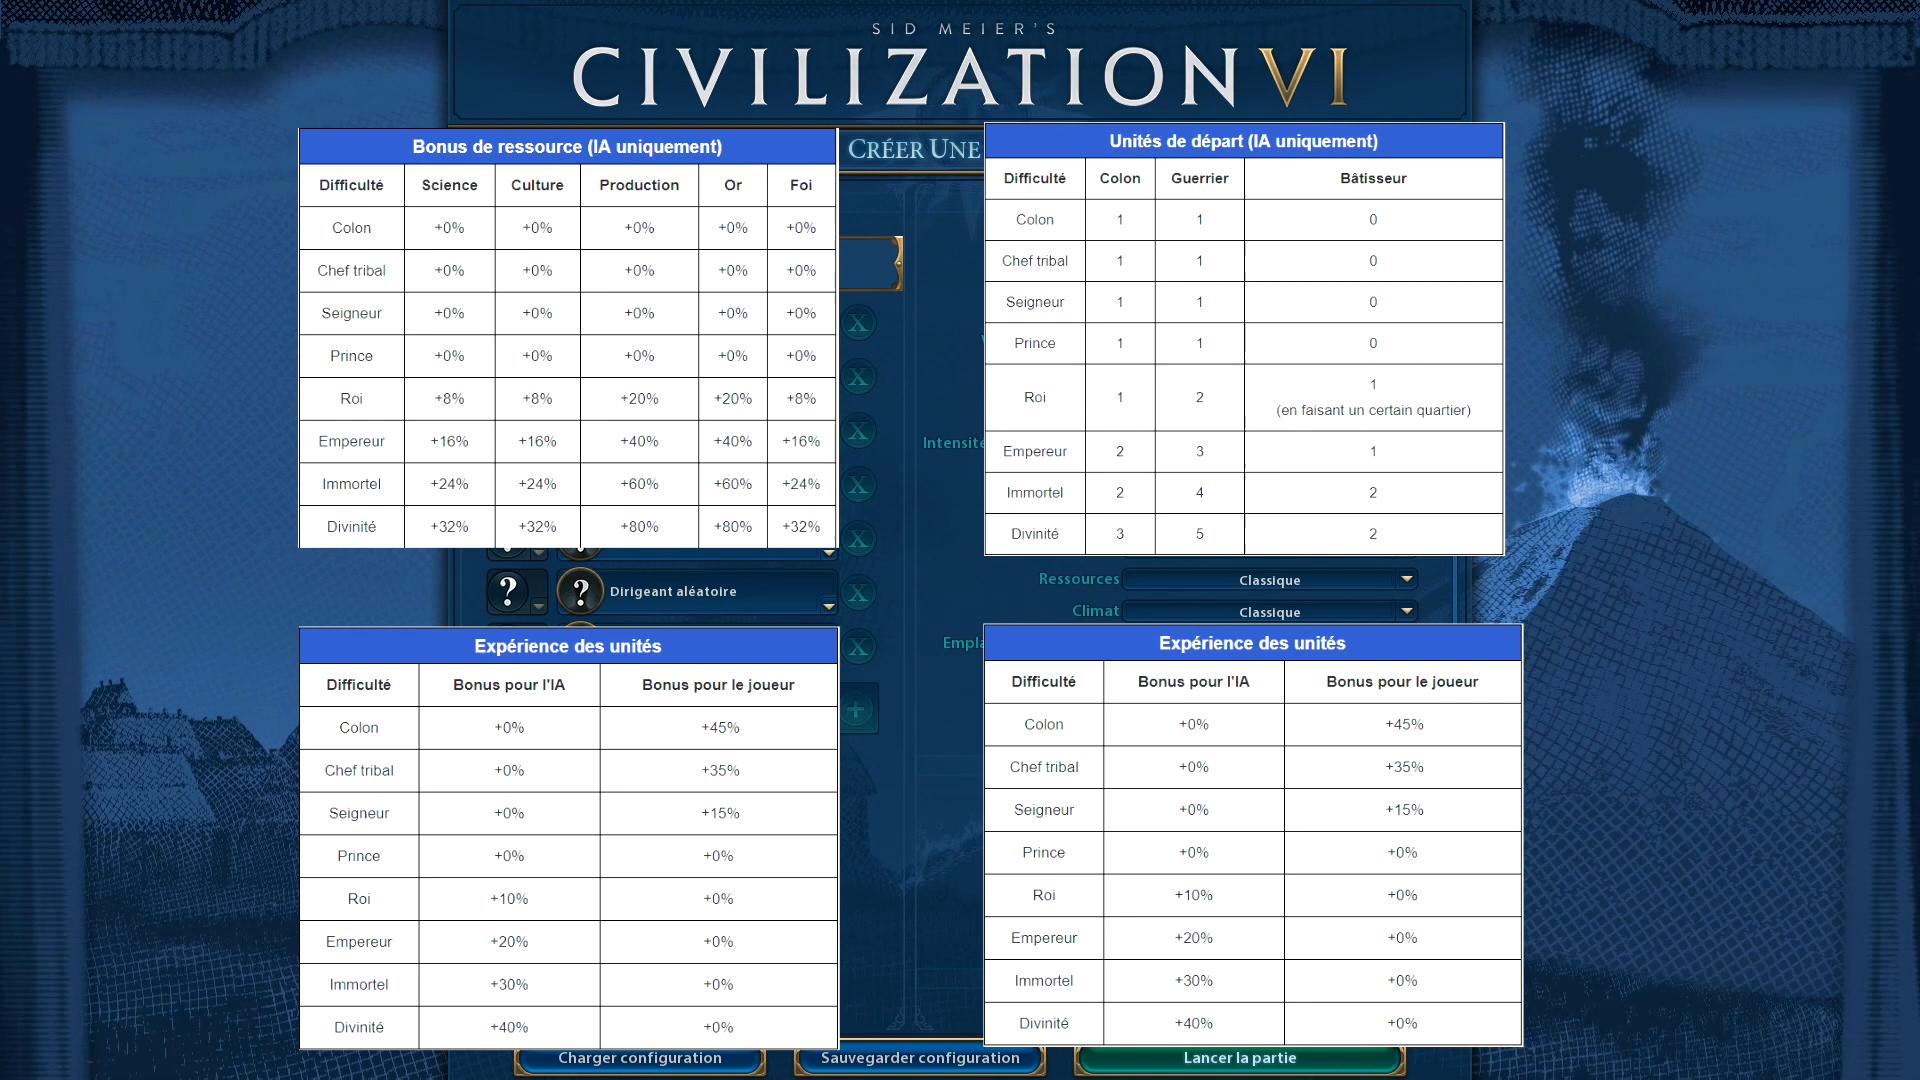 SID MEIER'S
CIVILIZATION VI
CRÉER UNE
Bonus de ressource (IA uniquement)
Difficulté Science Culture Production Or Foi
Colon +0% +0% +0% +0% +0%
Chef tribal +0% +0% +0% +0% +0%
Seigneur +0% +0% +0% +0% +0%
Prince +0% +0% +0% +0% +0%
Roi +8% +8% +20% +20% +8%
Empereur +16% +16% +40% +40% +16%
Immortel +24% +24% +60% +60% +24%
Divinité +32% +32% +80% +80% +32%
Unités de départ (IA uniquement)
Difficulté Colon Guerrier Bâtisseur
Colon 1 1 0
Chef tribal 1 1 0
Seigneur 1 1 0
Prince 1 1 0
Roi 1 2 1
(en faisant un certain quartier)
Empereur 2 3 1
Immortel 2 4 2
Divinité 3 5 2
X
X
X
X
X
X
X
Intensité
? ? Dirigeant aléatoire
Ressources Classique
Climat Classique
Expérience des unités
Difficulté Bonus pour l'IA Bonus pour le joueur
Colon +0% +45%
Chef tribal +0% +35%
Seigneur +0% +15%
Prince +0% +0%
Roi +10% +0%
Empereur +20% +0%
Immortel +30% +0%
Divinité +40% +0%
Expérience des unités
Difficulté Bonus pour l'IA Bonus pour le joueur
Colon +0% +45%
Chef tribal +0% +35%
Seigneur +0% +15%
Prince +0% +0%
Roi +10% +0%
Empereur +20% +0%
Immortel +30% +0%
Divinité +40% +0%
Charger configuration
Sauvegarder configuration
Lancer la partie